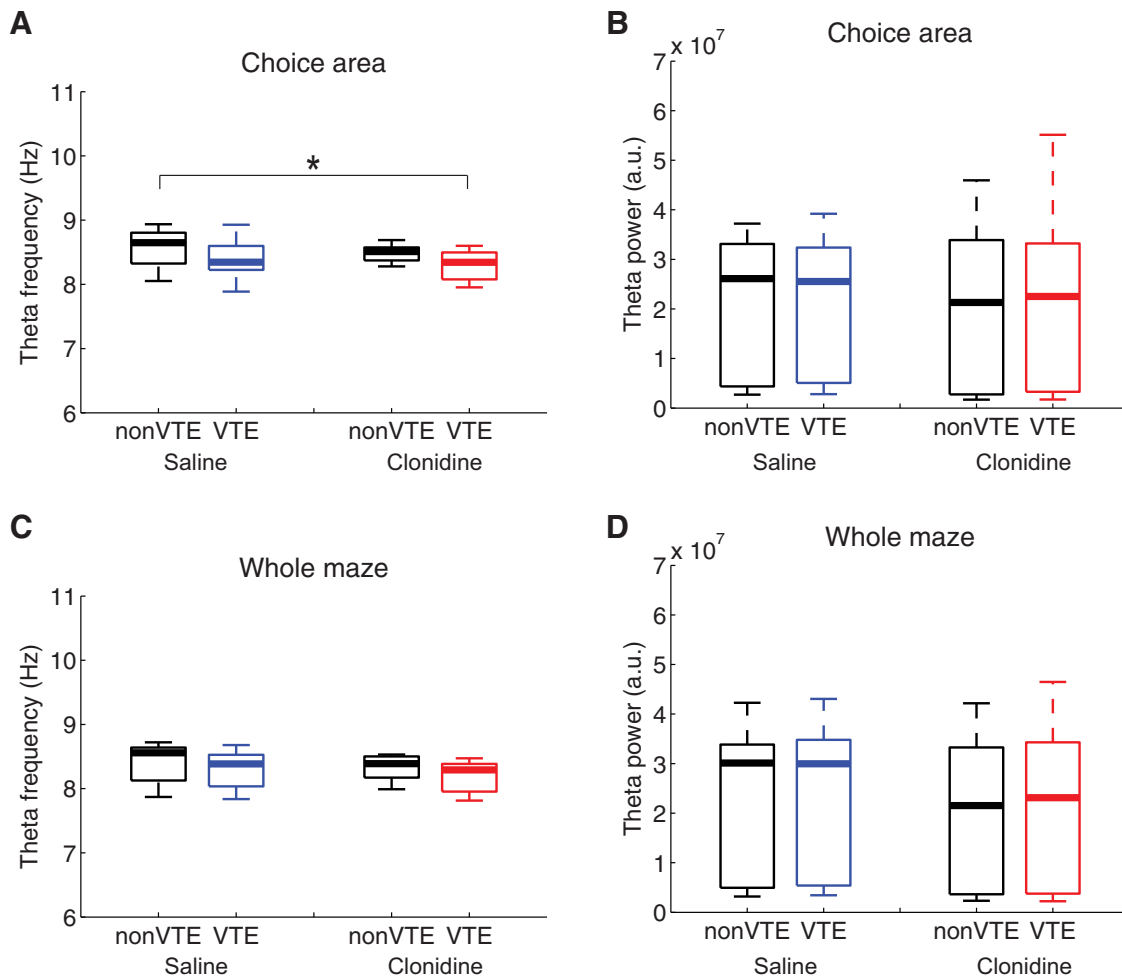 A
Choice area
Theta frequency (Hz)
11
10
9
8
7
6
*
nonVTE VTE nonVTE VTE
Saline Clonidine
B
Choice area
x 10^7
Theta power (a.u.)
7
6
5
4
3
2
1
0
nonVTE VTE nonVTE VTE
Saline Clonidine
C
Whole maze
Theta frequency (Hz)
11
10
9
8
7
6
nonVTE VTE nonVTE VTE
Saline Clonidine
D
Whole maze
x 10^7
Theta power (a.u.)
7
6
5
4
3
2
1
0
nonVTE VTE nonVTE VTE
Saline Clonidine